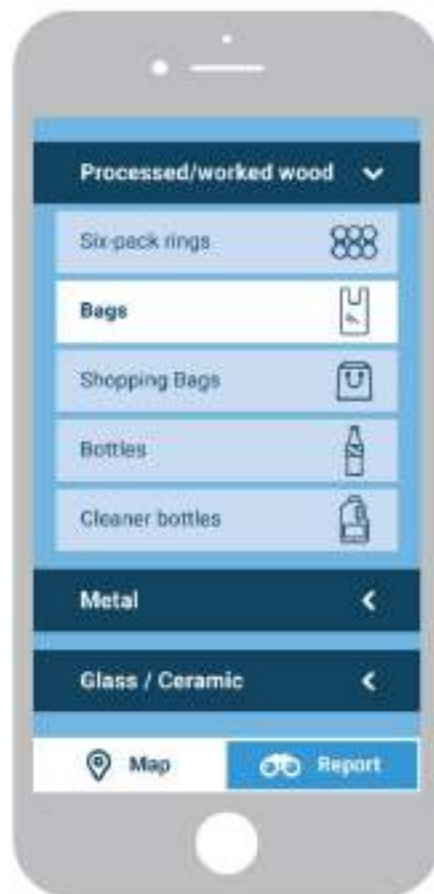 Processed/worked wood
Six-pack rings
Bags
Shopping Bags
Bottles
Cleaner bottles
Metal
Glass / Ceramic
Map Report